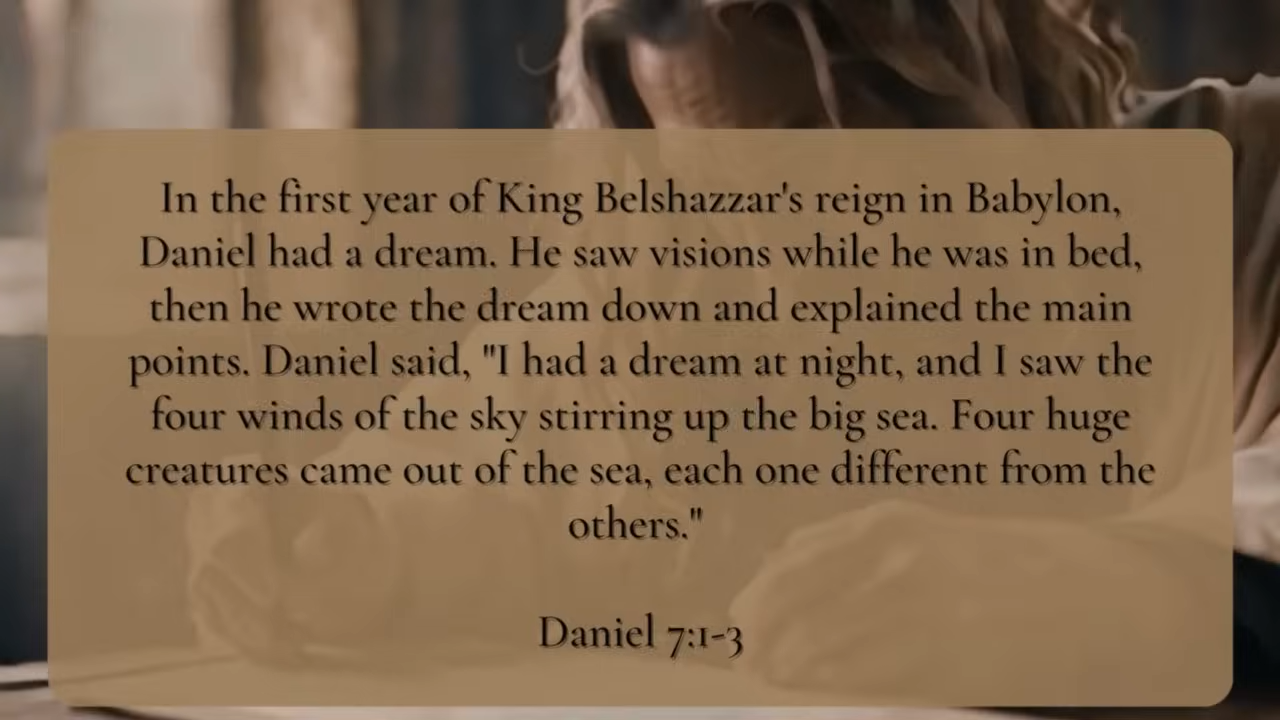 In the first year of King Belshazzar's reign in Babylon,
Daniel had a dream. He saw visions while he was in bed,
then he wrote the dream down and explained the main
points. Daniel said, "I had a dream at night, and I saw the
four winds of the sky stirring up the big sea. Four huge
creatures came out of the sea, each one different from the
others."
Daniel 7:1-3